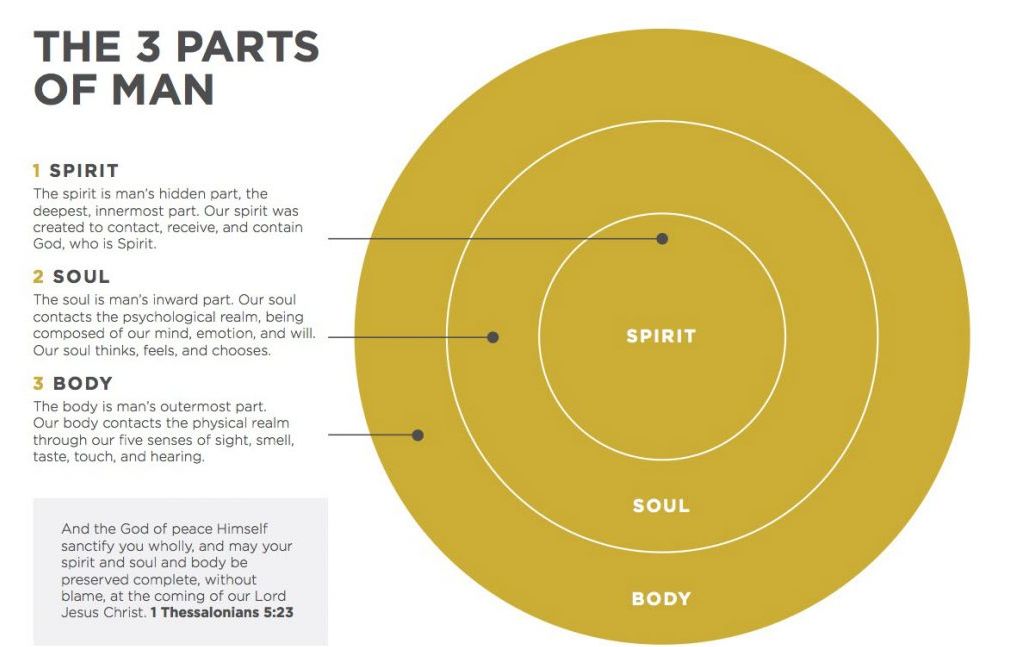 THE 3 PARTS
OF MAN
1 SPIRIT
The spirit is man's hidden part, the
deepest, innermost part. Our spirit was
created to contact, receive, and contain
God, who is Spirit.
2 SOUL
The soul is man's inward part. Our soul
contacts the psychological realm, being
composed of our mind, emotion, and will.
Our soul thinks, feels, and chooses.
3 BODY
The body is man's outermost part.
Our body contacts the physical realm
through our five senses of sight, smell,
taste, touch, and hearing.
And the God of peace Himself
sanctify you wholly, and may your
spirit and soul and body be
preserved complete, without
blame, at the coming of our Lord
Jesus Christ. 1 Thessalonians 5:23
SPIRIT
SOUL
BODY